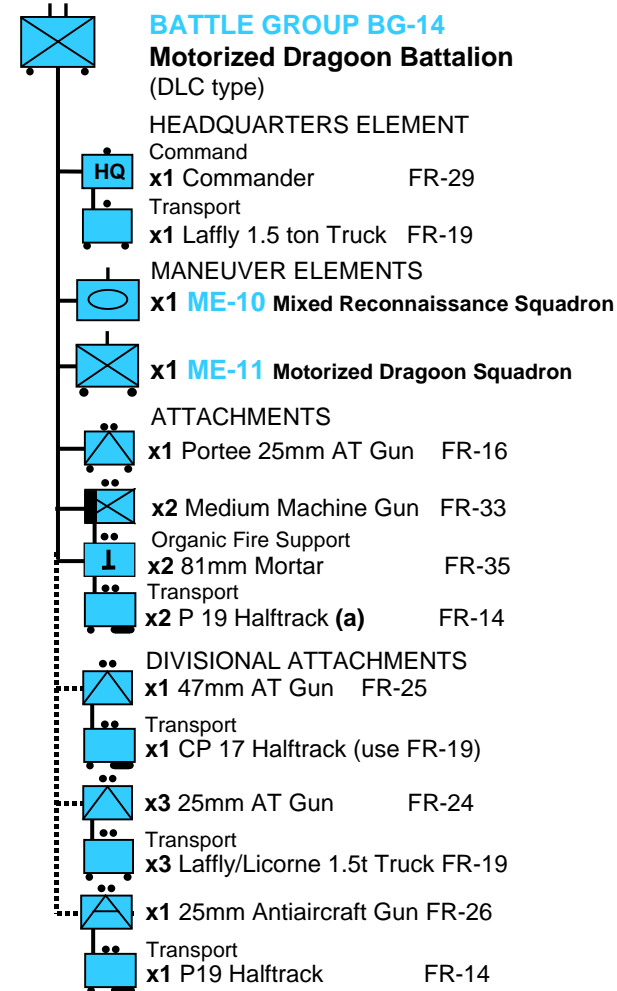 BATTLE GROUP BG-14
Motorized Dragoon Battalion
(DLC type)
HEADQUARTERS ELEMENT
Command
HQ
x1 Commander FR-29
Transport
x1 Laffly 1.5 ton Truck FR-19
MANEUVER ELEMENTS
x1 ME-10 Mixed Reconnaissance Squadron
x1 ME-11 Motorized Dragoon Squadron
ATTACHMENTS
x1 Portee 25mm AT Gun FR-16
x2 Medium Machine Gun FR-33
Organic Fire Support
x2 81mm Mortar FR-35
Transport
x2 P 19 Halftrack (a) FR-14
DIVISIONAL ATTACHMENTS
x1 47mm AT Gun FR-25
Transport
x1 CP 17 Halftrack (use FR-19)
x3 25mm AT Gun FR-24
Transport
x3 Laffly/Licorne 1.5t Truck FR-19
x1 25mm Antiaircraft Gun FR-26
Transport
x1 P19 Halftrack FR-14